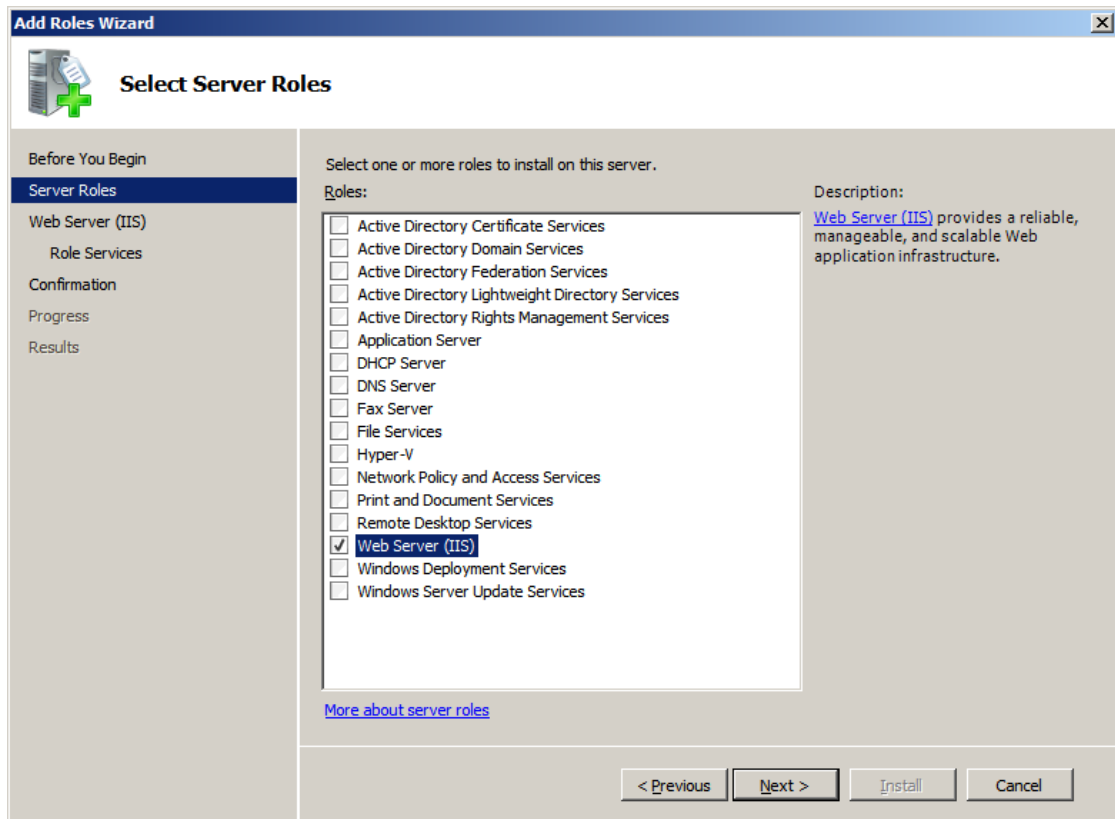 Add Roles Wizard
Select Server Roles
Before You Begin
Server Roles
Web Server (IIS)
Role Services
Confirmation
Progress
Results
Select one or more roles to install on this server.
Roles:
Active Directory Certificate Services
Active Directory Domain Services
Active Directory Federation Services
Active Directory Lightweight Directory Services
Active Directory Rights Management Services
Application Server
DHCP Server
DNS Server
Fax Server
File Services
Hyper-V
Network Policy and Access Services
Print and Document Services
Remote Desktop Services
Web Server (IIS)
Windows Deployment Services
Windows Server Update Services
More about server roles
Description:
Web Server (IIS) provides a reliable,
manageable, and scalable Web
application infrastructure.
< Previous
Next >
Install
Cancel